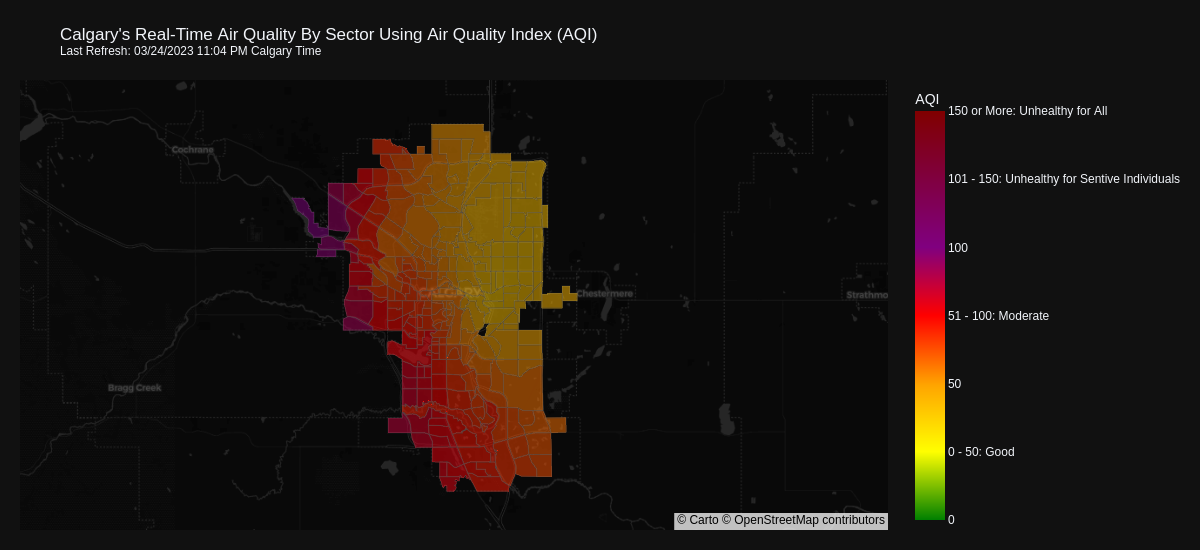 Calgary's Real-Time Air Quality By Sector Using Air Quality Index (AQI)
Last Refresh: 03/24/2023 11:04 PM Calgary Time
AQI
150 or More: Unhealthy for All
Cochrane
101 - 150: Unhealthy for Sentive Individuals
100
CALGARY
Chestermere
Strathmo
51 - 100: Moderate
Bragg Creek
50
0 - 50: Good
0
© Carto © OpenStreetMap contributors